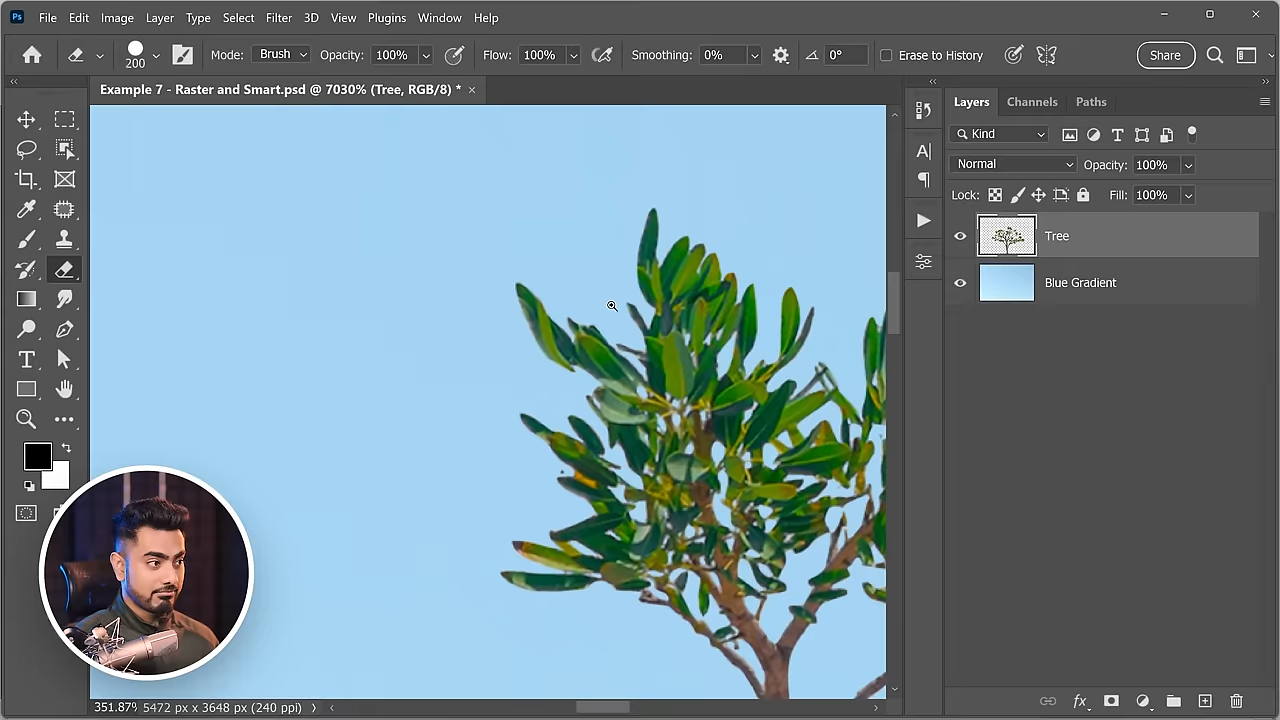 Ps File Edit Image Layer Type Select Filter 3D View Plugins Window Help
200 Mode: Brush Opacity: 100% Flow: 100% Smoothing: 0% 0° Erase to History Share
Example 7 - Raster and Smart.psd @ 7030% (Tree, RGB/8) *
Layers Channels Paths
Kind
Normal Opacity: 100%
Lock: Fill: 100%
Tree
Blue Gradient
351.87% 5472 px x 3648 px (240 ppi)